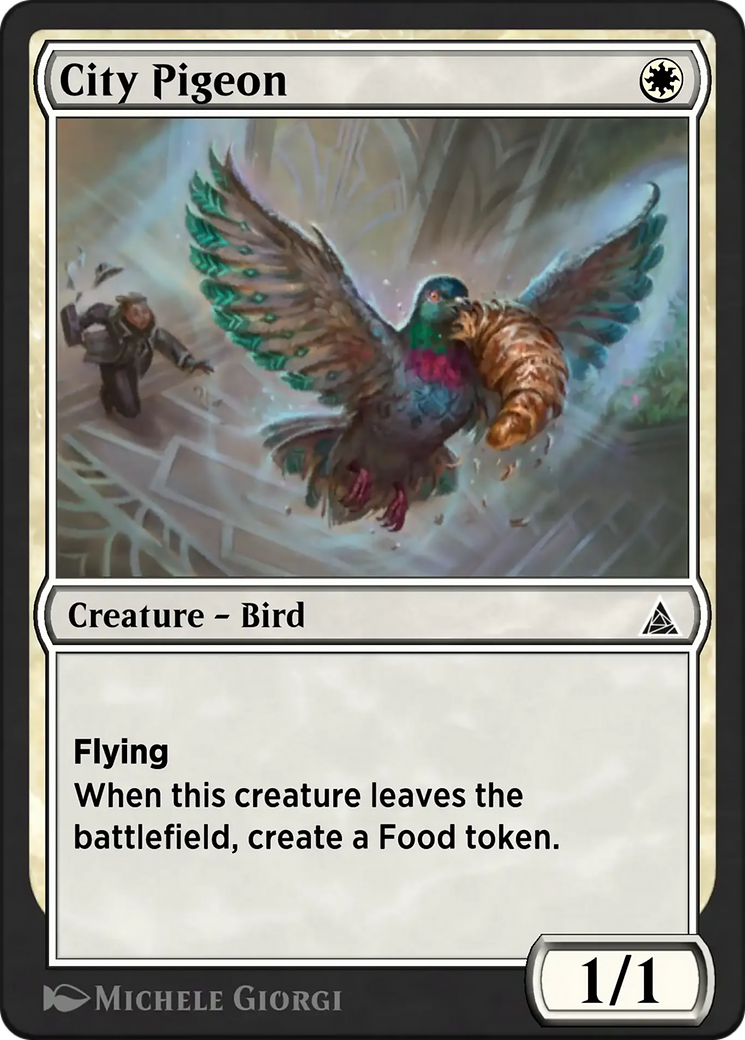 City Pigeon
Creature – Bird
Flying
When this creature leaves the
battlefield, create a Food token.
1/1
Michele Giorgi